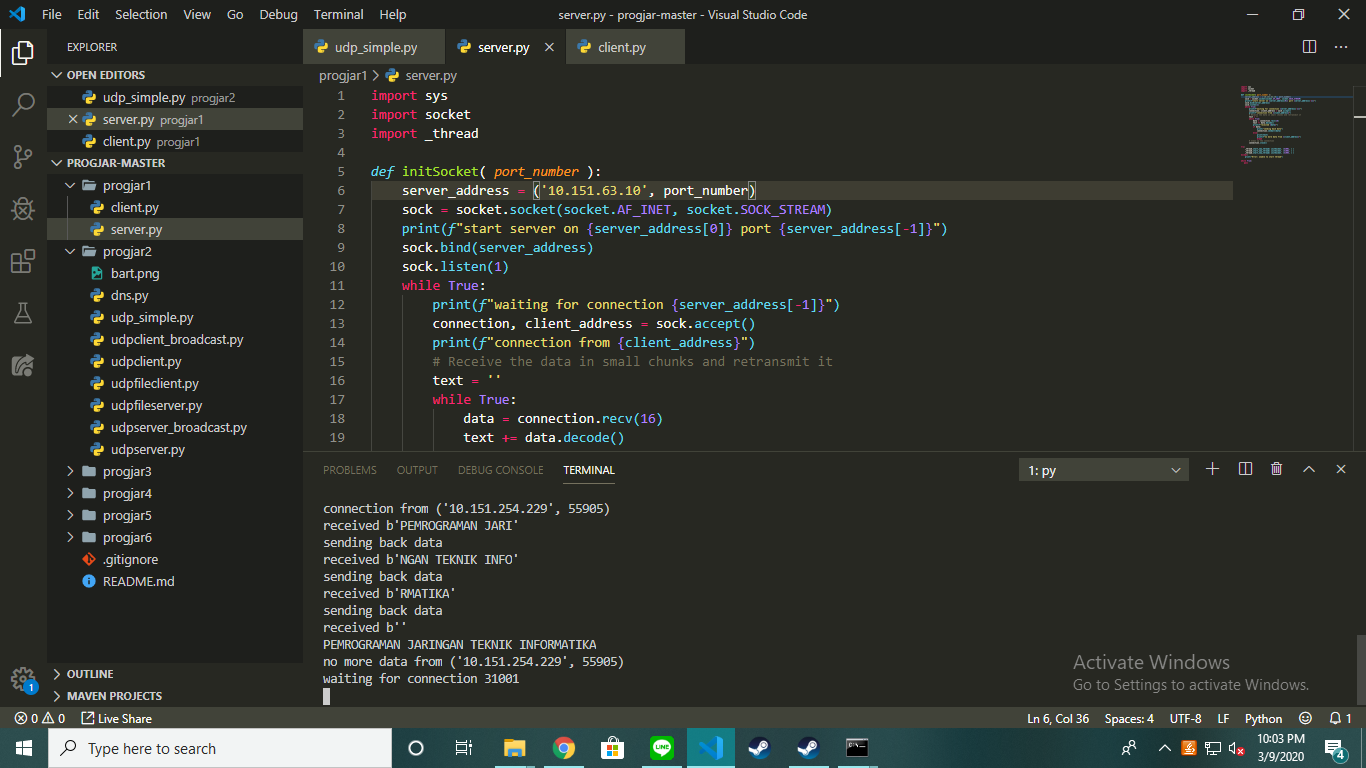 File Edit Selection View Go Debug Terminal Help
server.py - progjar-master - Visual Studio Code
EXPLORER
OPEN EDITORS
udp_simple.py progjar2
server.py progjar1
client.py progjar1
PROGJAR-MASTER
progjar1
client.py
server.py
progjar2
bart.png
dns.py
udp_simple.py
udpclient_broadcast.py
udpclient.py
udpfileclient.py
udpfileserver.py
udpserver_broadcast.py
udpserver.py
progjar3
progjar4
progjar5
progjar6
.gitignore
README.md
OUTLINE
MAVEN PROJECTS
1
udp_simple.py
server.py
client.py
progjar1 > server.py
1 import sys
2 import socket
3 import _thread
4
5 def initSocket( port_number ):
6 server_address = ('10.151.63.10', port_number)
7 sock = socket.socket(socket.AF_INET, socket.SOCK_STREAM)
8 print(f"start server on {server_address[0]} port {server_address[-1]}")
9 sock.bind(server_address)
10 sock.listen(1)
11 while True:
12 print(f"waiting for connection {server_address[-1]}")
13 connection, client_address = sock.accept()
14 print(f"connection from {client_address}")
15 # Receive the data in small chunks and retransmit it
16 text = ''
17 while True:
18 data = connection.recv(16)
19 text += data.decode()
PROBLEMS OUTPUT DEBUG CONSOLE TERMINAL
1: py
connection from ('10.151.254.229', 55905)
received b'PEMROGRAMAN JARI'
sending back data
received b'NGAN TEKNIK INFO'
sending back data
received b'RMATIKA'
sending back data
received b''
PEMROGRAMAN JARINGAN TEKNIK INFORMATIKA
no more data from ('10.151.254.229', 55905)
waiting for connection 31001
Activate Windows
Go to Settings to activate Windows.
0 0 Live Share
Ln 6, Col 36 Spaces: 4 UTF-8 LF Python 1
Type here to search
LINE
10:03 PM
3/9/2020
4